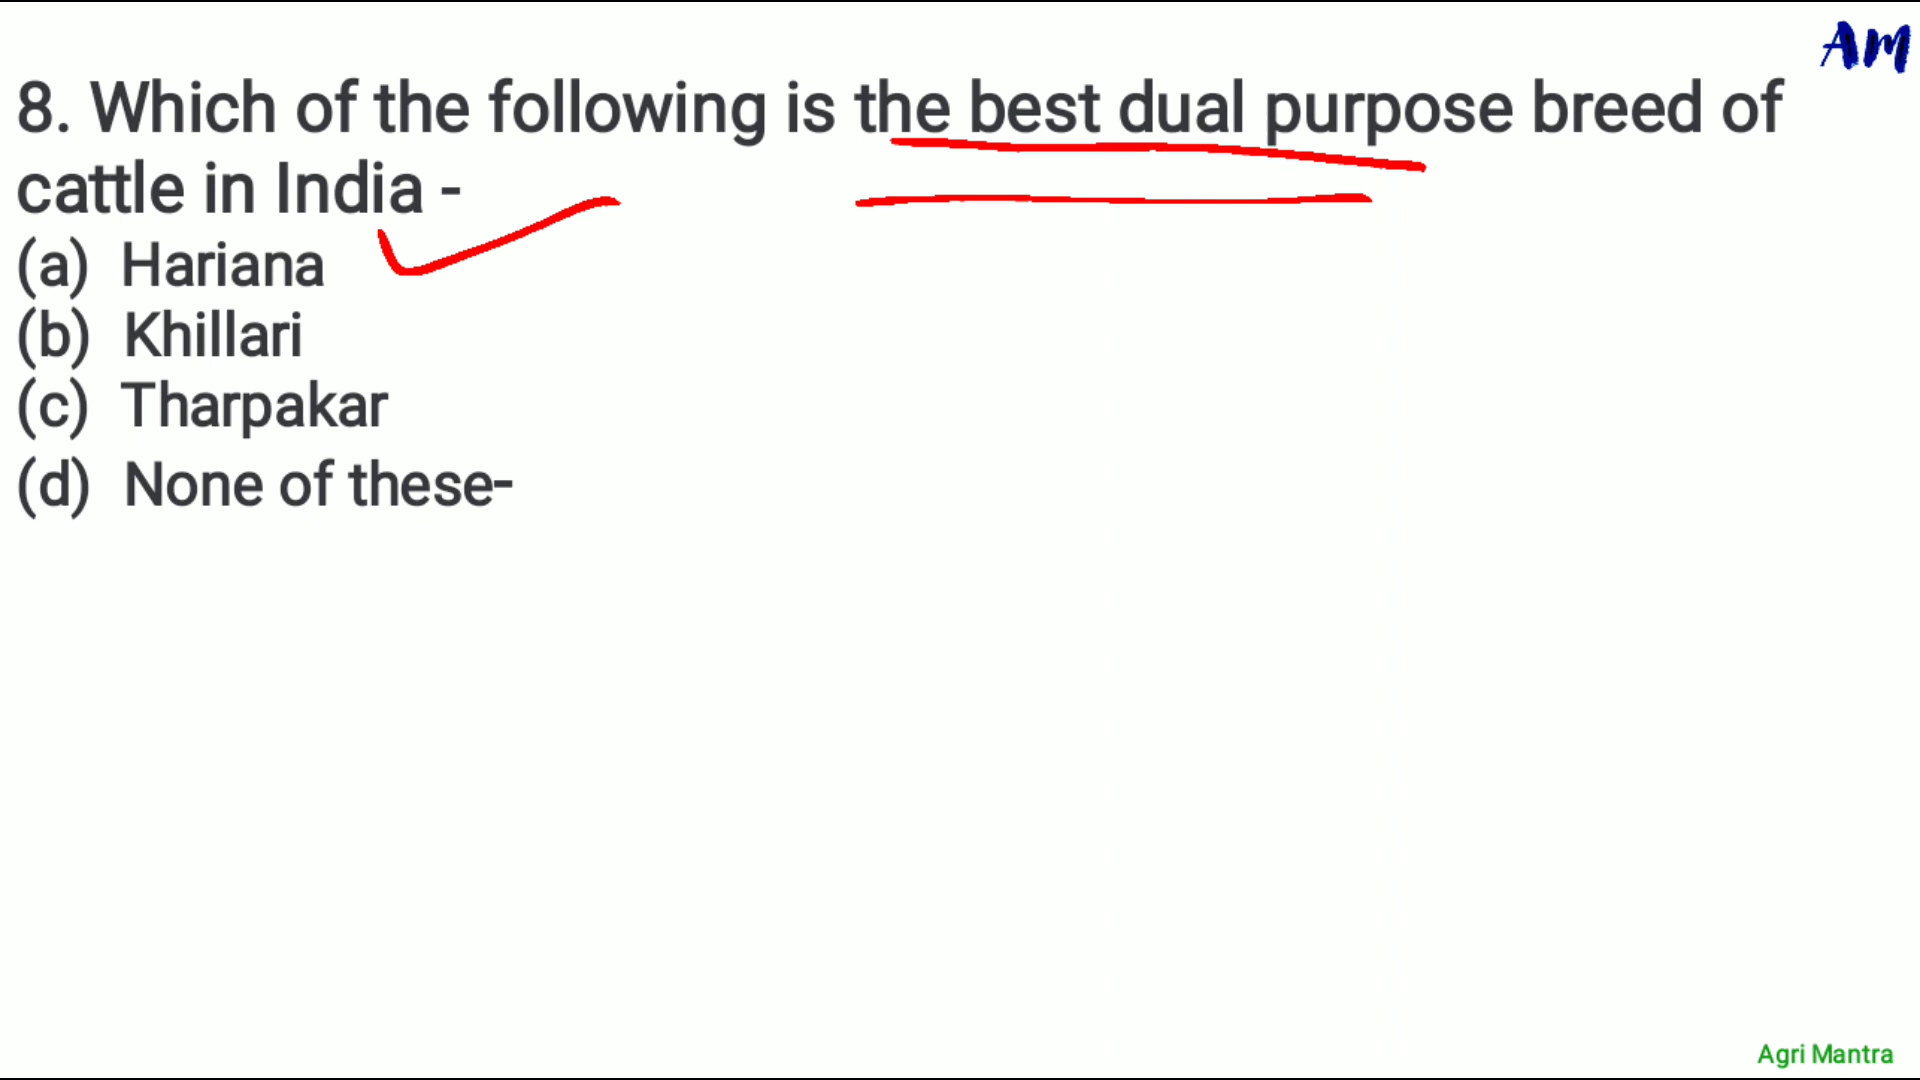 AM
8. Which of the following is the best dual purpose breed of
cattle in India -
(a) Hariana
(b) Khillari
(c) Tharpakar
(d) None of these-
Agri Mantra